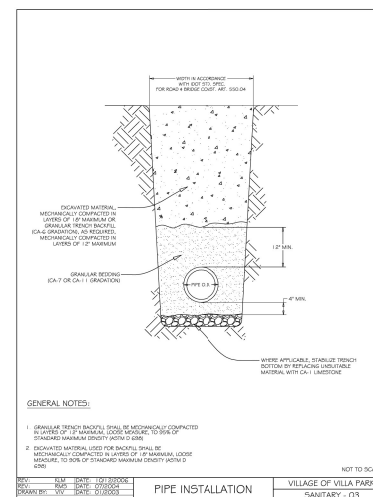 WIDTH IN ACCORDANCE
WITH IDOT STD. SPEC.
FOR ROAD & BRIDGE CONST. ART. 550.04
EXCAVATED MATERIAL,
MECHANICALLY COMPACTED IN
LAYERS OF 18" MAXIMUM OR
GRANULAR TRENCH BACKFILL
(CA-6 GRADATION), AS REQUIRED,
MECHANICALLY COMPACTED IN
LAYERS OF 12" MAXIMUM
12" MIN.
GRANULAR BEDDING
(CA-7 OR CA-11 GRADATION)
PIPE O.D.
4" MIN.
WHERE APPLICABLE, STABILIZE TRENCH
BOTTOM BY REPLACING UNSUITABLE
MATERIAL WITH CA-1 LIMESTONE
GENERAL NOTES:
1. GRANULAR TRENCH BACKFILL SHALL BE MECHANICALLY COMPACTED
IN LAYERS OF 12" MAXIMUM, LOOSE MEASURE, TO 95% OF
STANDARD MAXIMUM DENSITY (ASTM D 698)
2. EXCAVATED MATERIAL USED FOR BACKFILL SHALL BE
MECHANICALLY COMPACTED IN LAYERS OF 18" MAXIMUM, LOOSE
MEASURE, TO 90% OF STANDARD MAXIMUM DENSITY (ASTM D
698)
NOT TO SCA
REV: KLM DATE: 10/12/2006
REV: RMS DATE: 07/2004
DRAWN BY: VIV DATE: 01/2003
PIPE INSTALLATION
VILLAGE OF VILLA PARK
SANITARY - 03